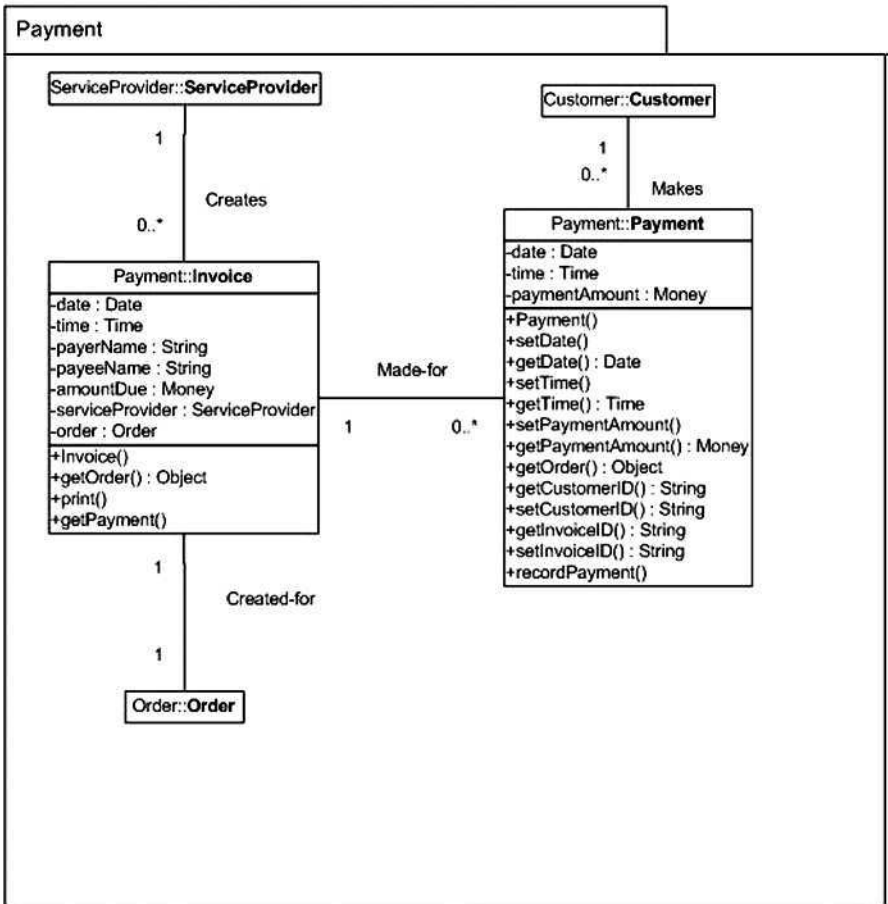 Payment
ServiceProvider::ServiceProvider
1
Creates
0..*
Customer::Customer
1
0..*
Makes
Payment::Invoice
-date : Date
-time : Time
-payerName : String
-payeeName : String
-amountDue : Money
-serviceProvider : ServiceProvider
-order : Order
+Invoice()
+getOrder() : Object
+print()
+getPayment()
Made-for
1
0..*
Payment::Payment
-date : Date
-time : Time
-paymentAmount : Money
+Payment()
+setDate()
+getDate() : Date
+setTime()
+getTime() : Time
+setPaymentAmount()
+getPaymentAmount() : Money
+getOrder() : Object
+getCustomerID() : String
+setCustomerID() : String
+getInvoiceID() : String
+setInvoiceID() : String
+recordPayment()
1
Created-for
1
Order::Order